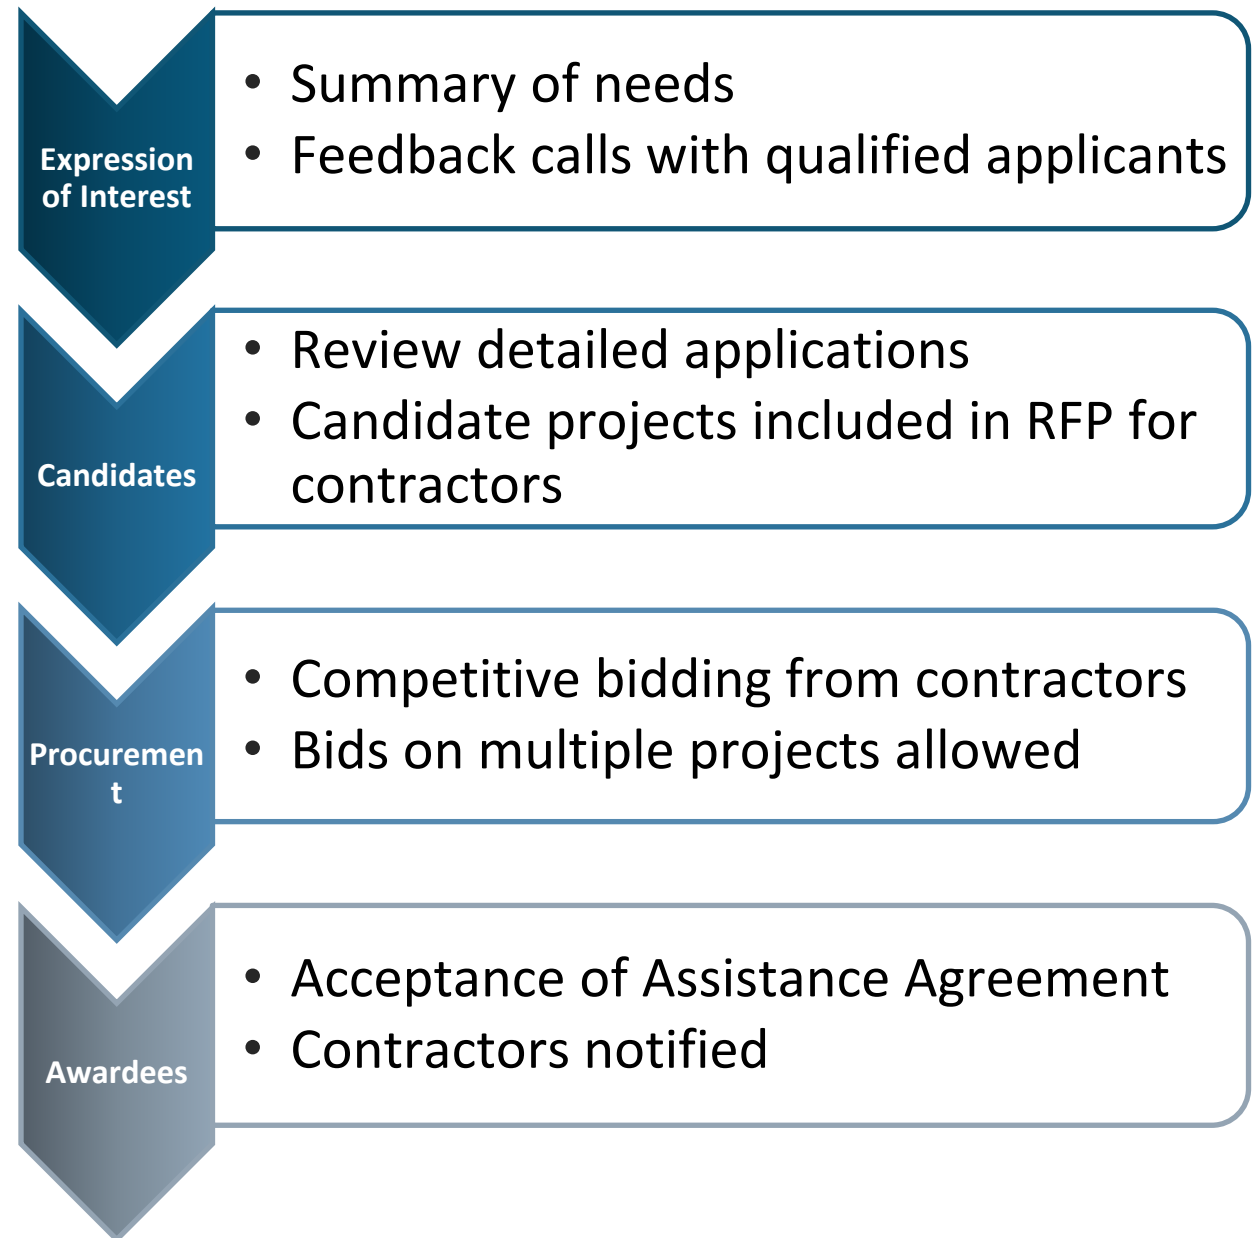 Expression
of Interest
• Summary of needs
• Feedback calls with qualified applicants
Candidates
• Review detailed applications
• Candidate projects included in RFP for
contractors
Procuremen
t
• Competitive bidding from contractors
• Bids on multiple projects allowed
Awardees
• Acceptance of Assistance Agreement
• Contractors notified